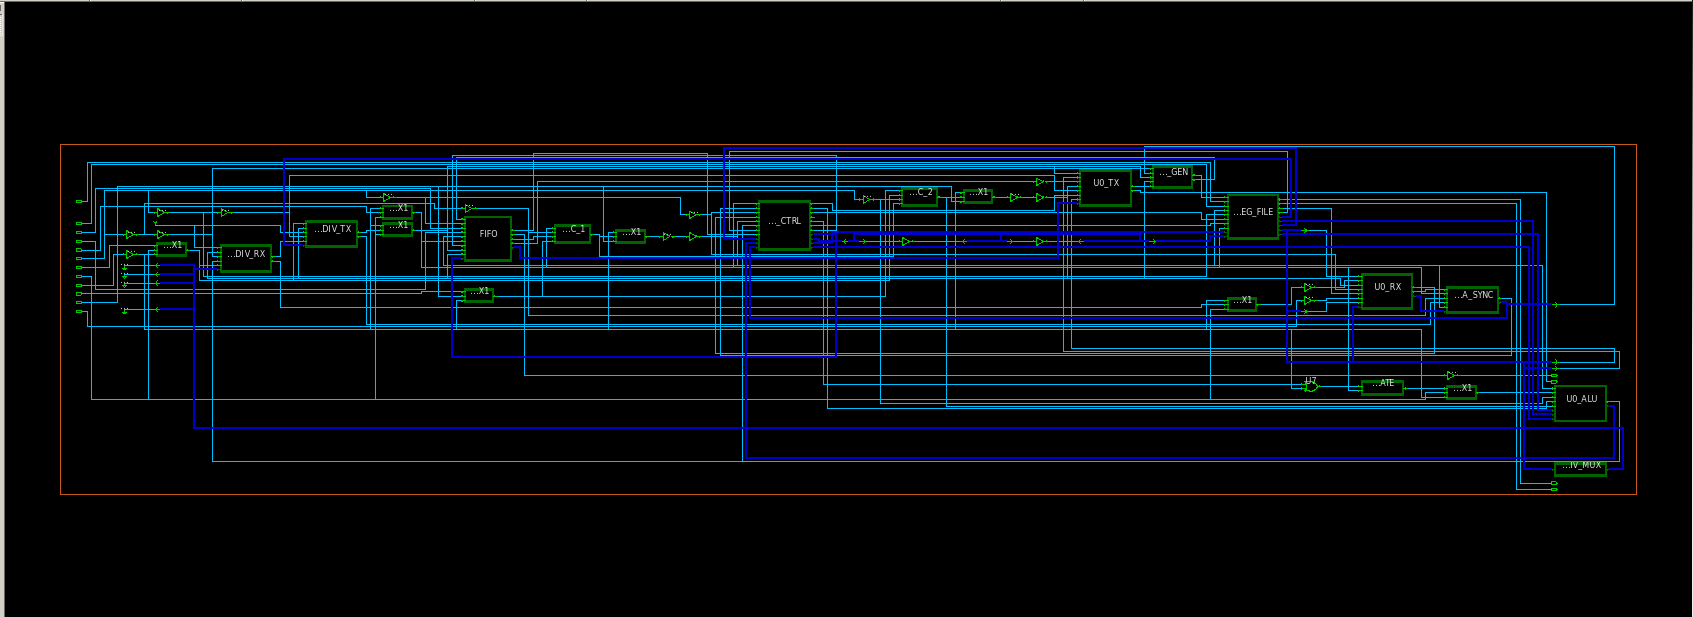 ..._GEN
U0_TX
...C_2
...X1
...X1
...EG_FILE
..._CTRL
...X1
...DIV_TX
...C_1
...X1
FIFO
...X1
...DIV_RX
U0_RX
...X1
...A_SYNC
...X1
U7
...ATE
...X1
U0_ALU
...IV_MUX